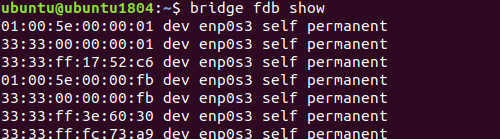 ubuntu@ubuntu1804:~$ bridge fdb show
01:00:5e:00:00:01 dev enp0s3 self permanent
33:33:00:00:00:01 dev enp0s3 self permanent
33:33:ff:17:52:c6 dev enp0s3 self permanent
01:00:5e:00:00:fb dev enp0s3 self permanent
33:33:00:00:00:fb dev enp0s3 self permanent
33:33:ff:3e:60:30 dev enp0s3 self permanent
33:33:ff:fc:73:a9 dev enp0s3 self permanent